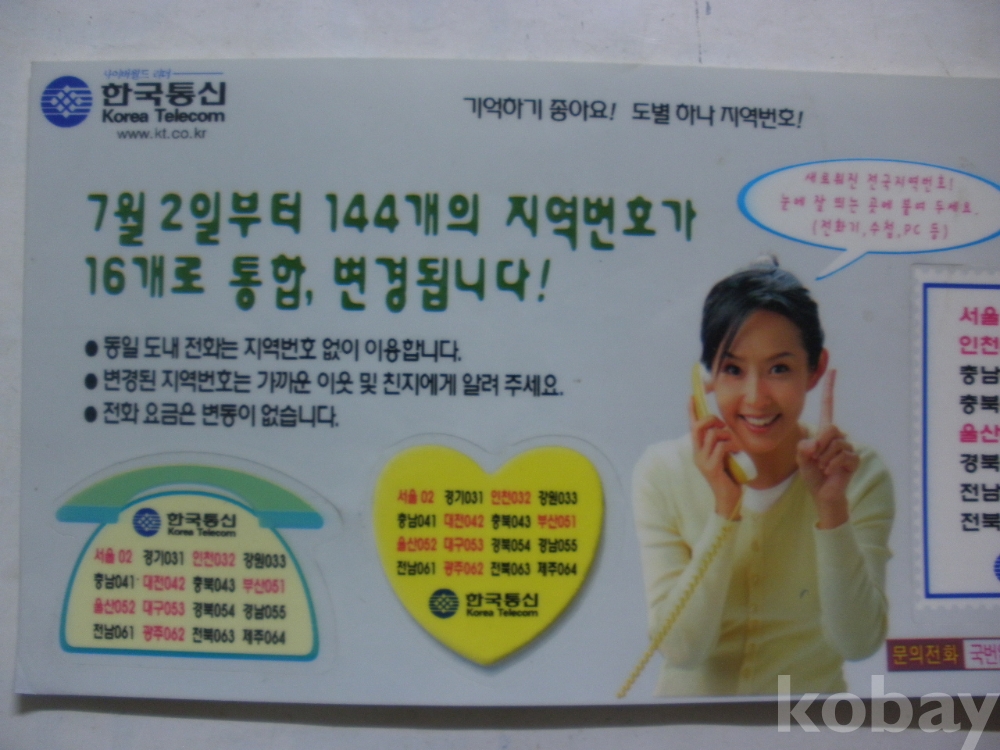 사이버월드 리더
한국통신
Korea Telecom
www.kt.co.kr
기억하기 좋아요! 도별 하나 지역번호!
7월 2일부터 144개의 지역번호가
16개로 통합, 변경됩니다!
새로워진 전국지역번호!
눈에 잘 띄는 곳에 붙여 두세요.
(전화기,수첩,PC 등)
● 동일 도내 전화는 지역번호 없이 이용합니다.
● 변경된 지역번호는 가까운 이웃 및 친지에게 알려 주세요.
● 전화 요금은 변동이 없습니다.
한국통신
Korea Telecom
서울 02 경기031 인천032 강원033
충남041 대전042 충북043 부산051
울산052 대구053 경북054 경남055
전남061 광주062 전북063 제주064
서울 02 경기031 인천032 강원033
충남041 대전042 충북043 부산051
울산052 대구053 경북054 경남055
전남061 광주062 전북063 제주064
한국통신
Korea Telecom
서울
인천
충남
충북
울산
경북
전남
전북
문의전화 국번
kobay